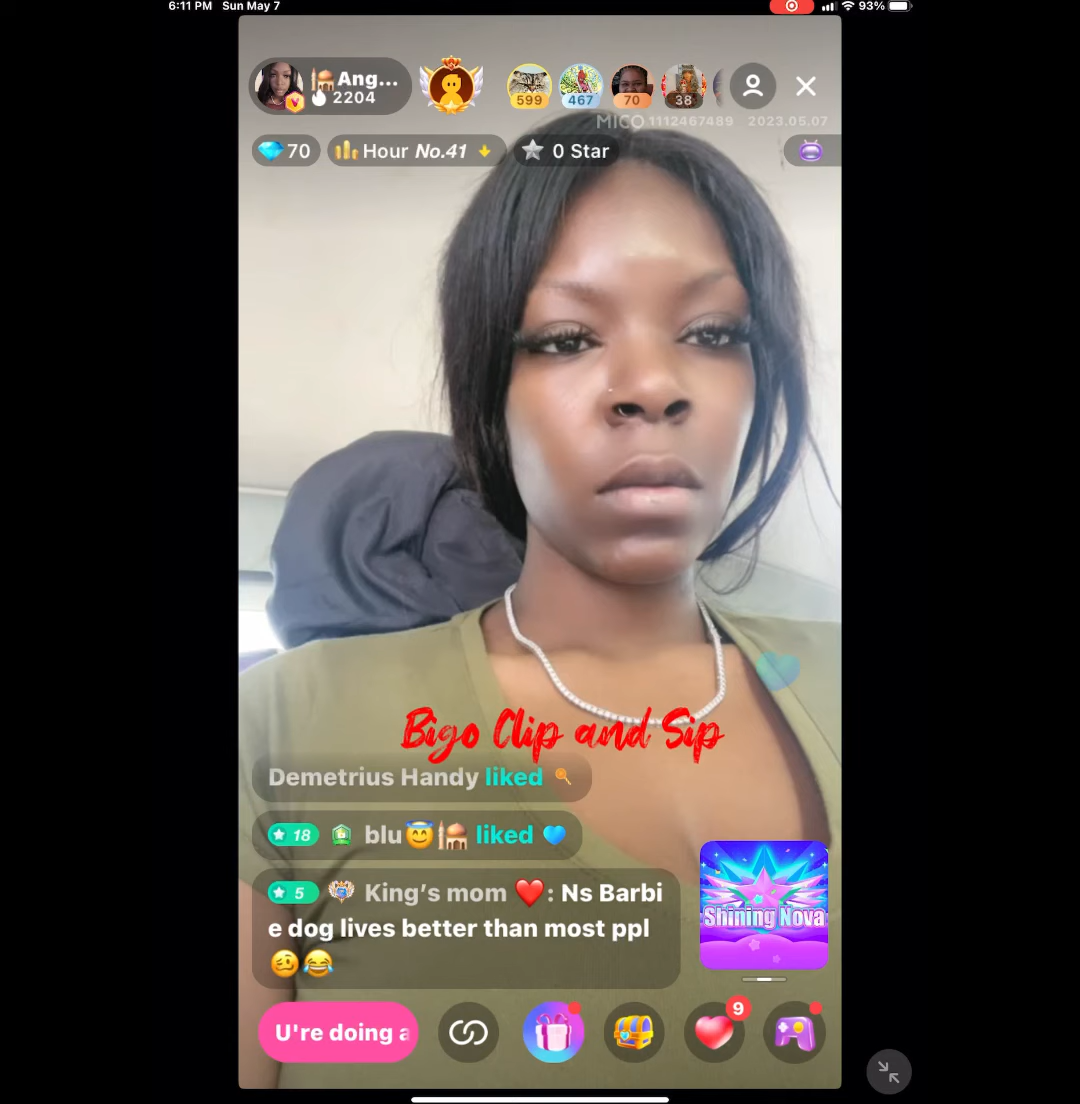 6:11 PM Sun May 7
93%
Ang...
2204
599
467
70
38
MICO 1112467489 2023.05.07
70
Hour No.41
0 Star
Bigo Clip and Sip
Demetrius Handy liked
18 blu liked
5 King's mom ❤️: Ns Barbi
e dog lives better than most ppl
🥴😂
Shining Nova
U're doing a
9